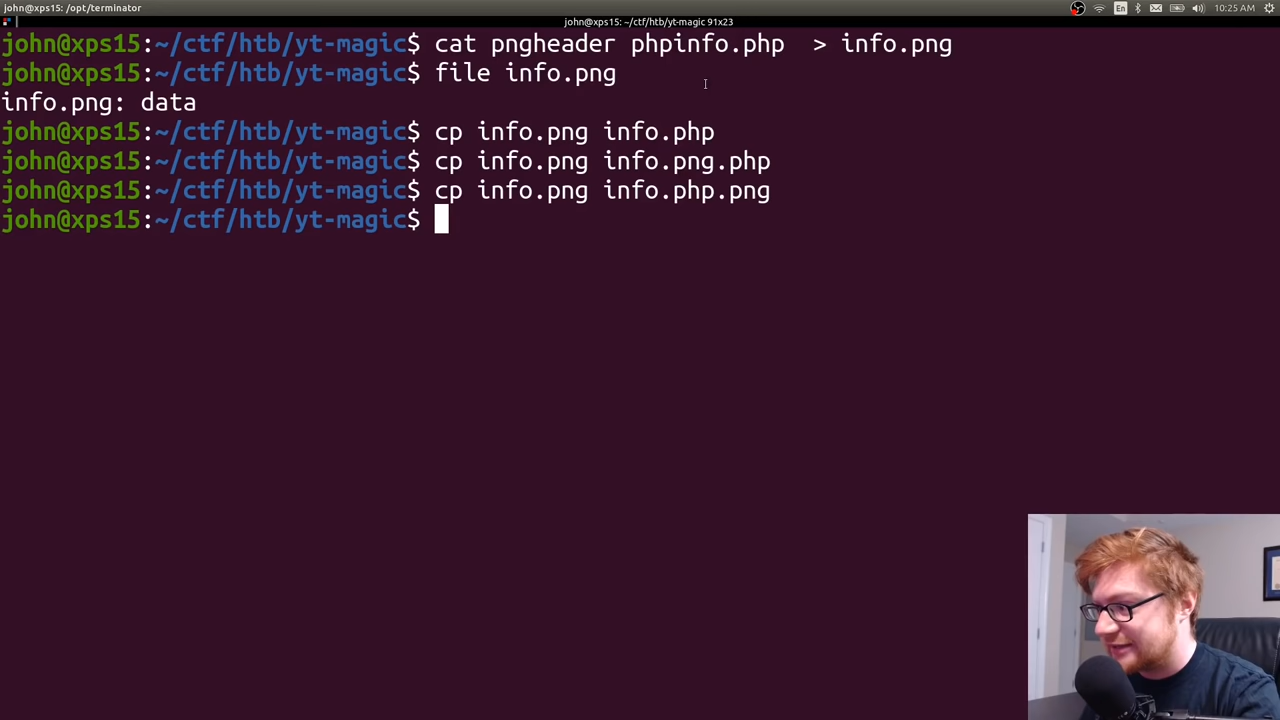 john@xps15: /opt/terminator
En
10:25 AM
john@xps15: ~/ctf/htb/yt-magic 91x23
john@xps15:~/ctf/htb/yt-magic$ cat pngheader phpinfo.php  > info.png
john@xps15:~/ctf/htb/yt-magic$ file info.png
info.png: data
john@xps15:~/ctf/htb/yt-magic$ cp info.png info.php
john@xps15:~/ctf/htb/yt-magic$ cp info.png info.png.php
john@xps15:~/ctf/htb/yt-magic$ cp info.png info.php.png
john@xps15:~/ctf/htb/yt-magic$